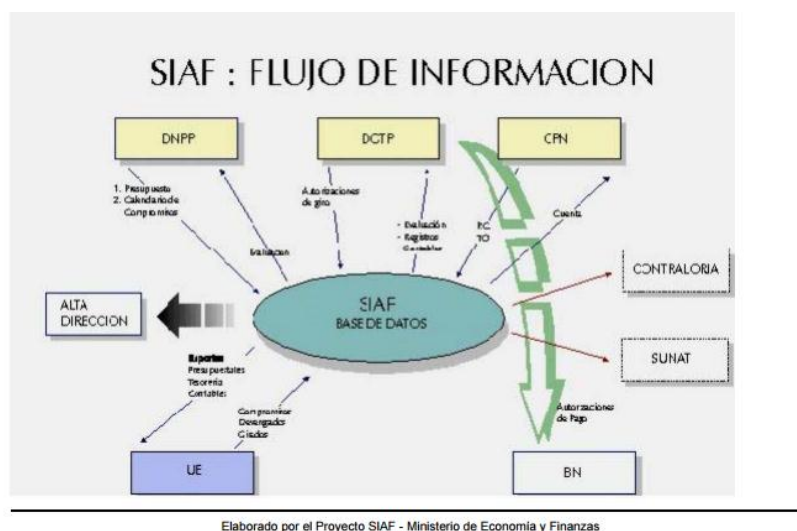 SIAF : FLUJO DE INFORMACION
DNPP
DGTP
CPN
1. Presupuesto
2. Calendario de
Compromisos
Autorizaciones
de giro
Evaluacion
- Evaluación
- Registros
Contables
P.C.
TO
Cuenta
CONTRALORIA
ALTA
DIRECCION
SIAF
BASE DE DATOS
SUNAT
Reportes
Presupuestales
Tesorería
Contables
Compromisos
Devengados
Girados
Autorizaciones
de Pago
UE
BN
Elaborado por el Proyecto SIAF - Ministerio de Economía y Finanzas